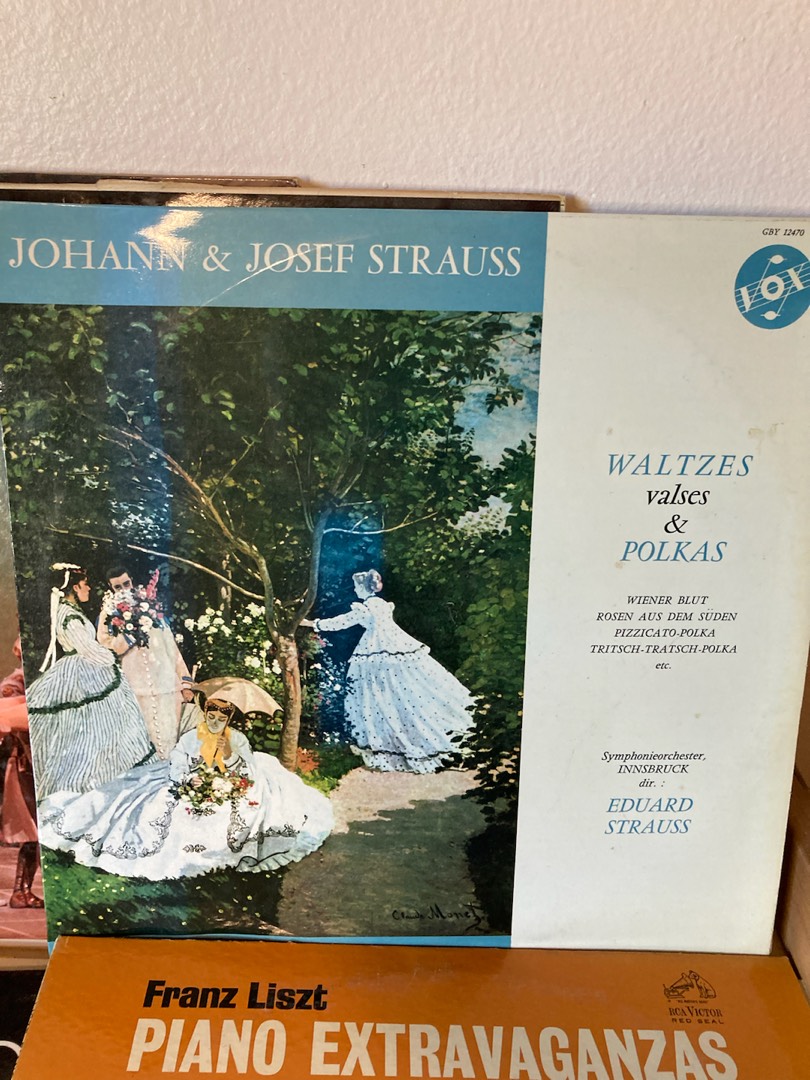 JOHANN & JOSEF STRAUSS
GBY 12470
VOX
WALTZES
valses
&
POLKAS
WIENER BLUT
ROSEN AUS DEM SÜDEN
PIZZICATO-POLKA
TRITSCH-TRATSCH-POLKA
etc.
Symphonieorchester,
INNSBRUCK
dir. :
EDUARD
STRAUSS
Claude Monet
Franz Liszt
RCA VICTOR
RED SEAL
PIANO EXTRAVAGANZAS